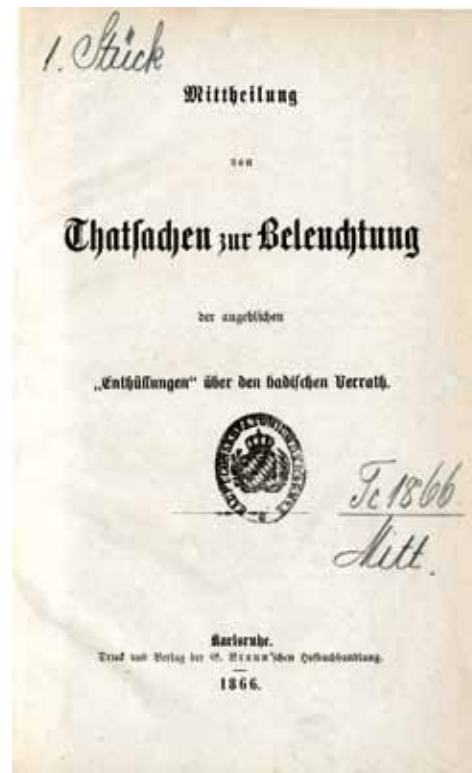 1. Stück
Mittheilung
von
Thatsachen zur Beleuchtung
der angeblichen
„Enthüllungen“ über den badischen Verrath.
Tc 1866
Mitt.
Karlsruhe.
Druck und Verlag der G. Braun'schen Hofbuchhandlung.
1866.